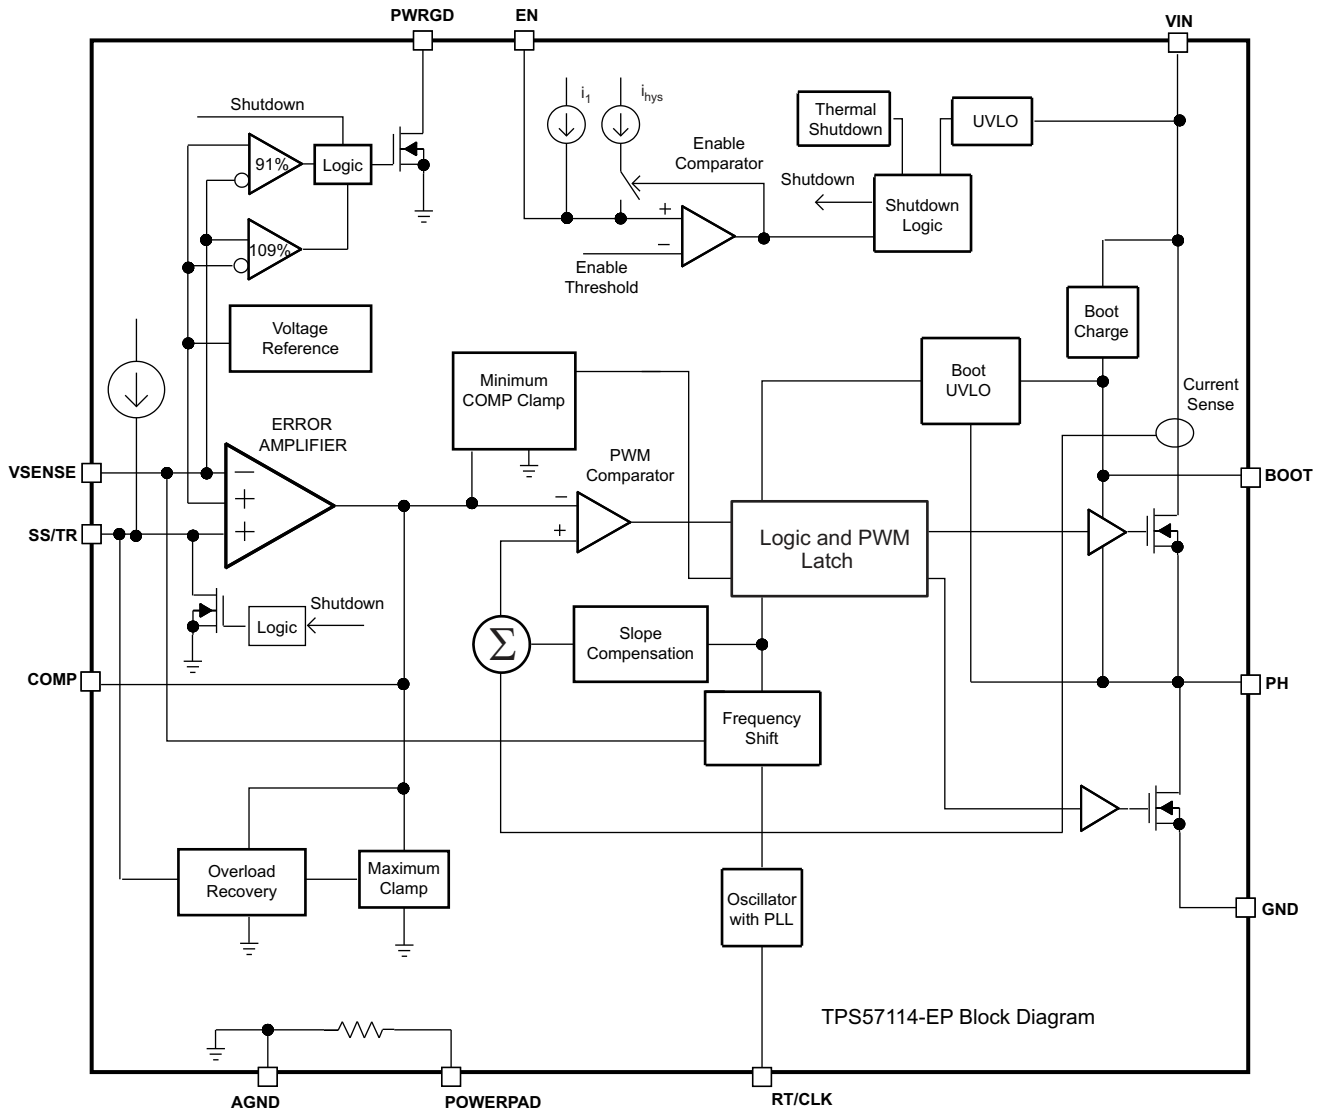 PWRGD
EN
VIN
i1
ihys
Thermal
Shutdown
UVLO
Shutdown
Enable
Comparator
91%
Logic
Shutdown
Shutdown
Logic
+
−
109%
Enable
Threshold
Voltage
Reference
Boot
Charge
Minimum
COMP Clamp
Boot
UVLO
Current
Sense
ERROR
AMPLIFIER
PWM
Comparator
VSENSE
−
+
+
−
+
BOOT
SS/TR
Logic and PWM
Latch
Shutdown
Logic
Σ
Slope
Compensation
COMP
PH
Frequency
Shift
Overload
Recovery
Maximum
Clamp
Oscillator
with PLL
GND
TPS57114-EP Block Diagram
AGND
POWERPAD
RT/CLK